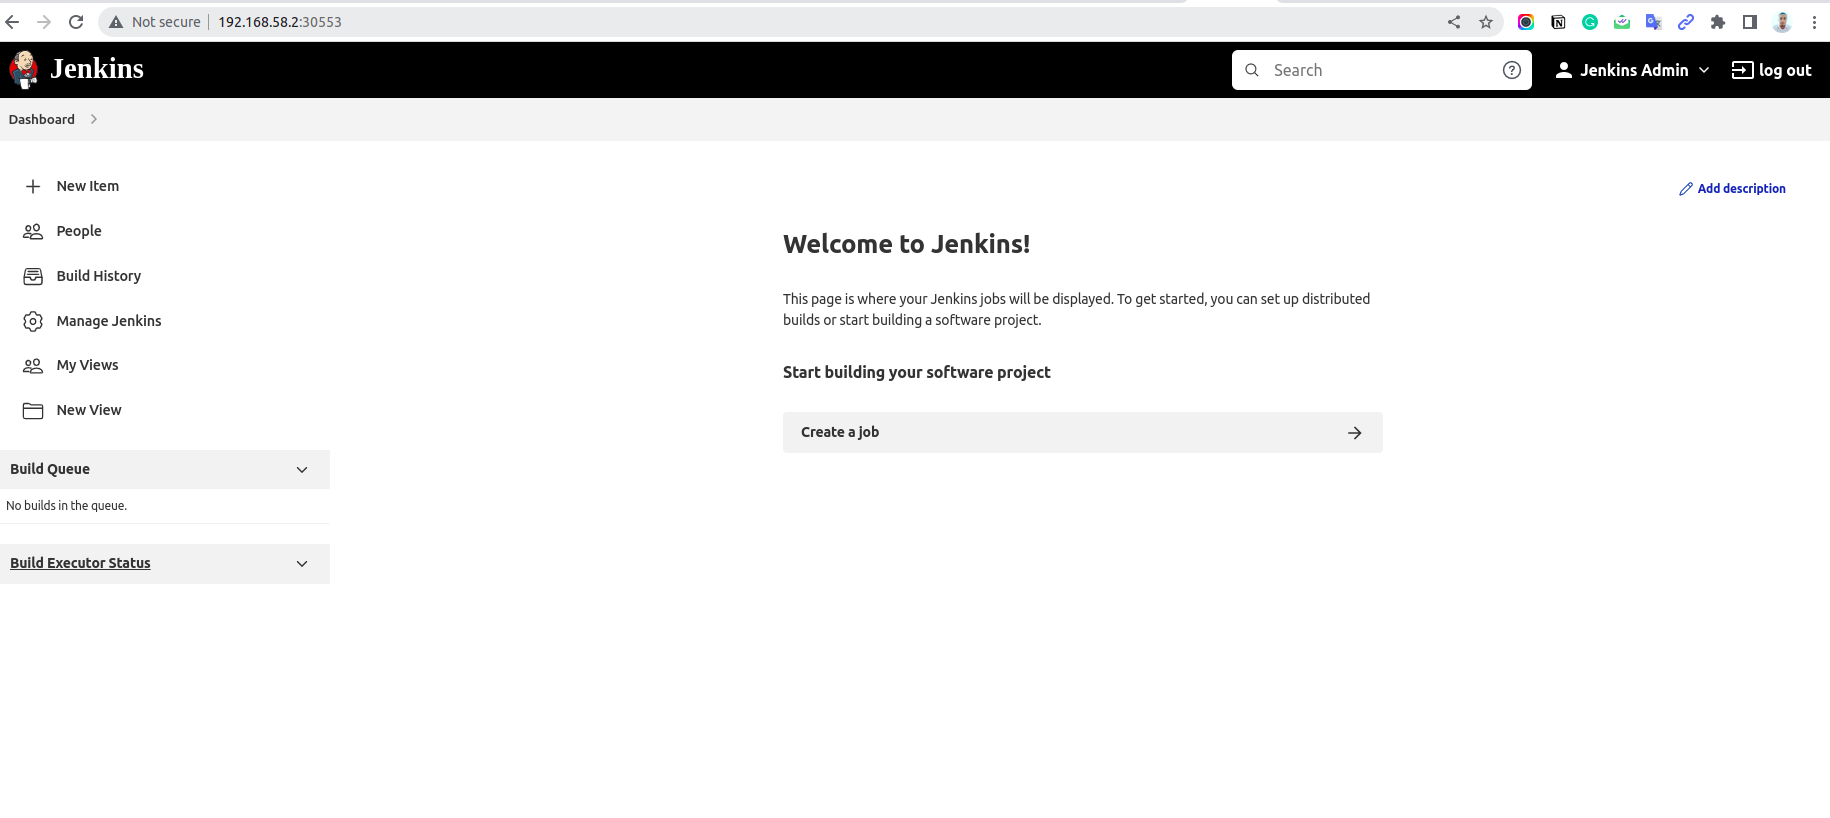 Not secure 192.168.58.2:30553
Jenkins
Search
Jenkins Admin
log out
Dashboard
New Item
People
Build History
Manage Jenkins
My Views
New View
Build Queue
No builds in the queue.
Build Executor Status
Add description
Welcome to Jenkins!
This page is where your Jenkins jobs will be displayed. To get started, you can set up distributed
builds or start building a software project.
Start building your software project
Create a job